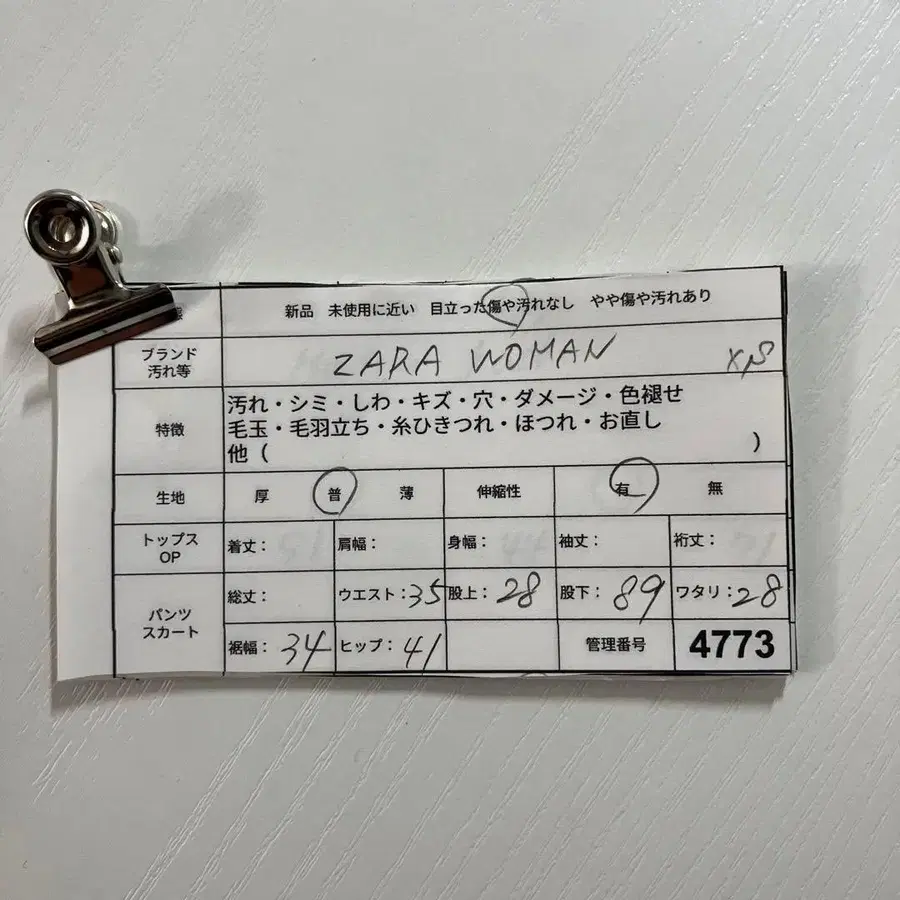 態 新品 未使用に近い 目立った傷や汚れなし やや傷や汚れあり
ブランド
汚れ等 ZARA WOMAN XS
特徴
汚れ・シミ・しわ・キズ・穴・ダメージ・色褪せ
毛玉・毛羽立ち・糸ひきつれ・ほつれ・お直し
他 ( )
生地 厚 普 薄 伸縮性 有 無
トップス
OP 着丈: 肩幅: 身幅: 袖丈: 裄丈:
パンツ
スカート
総丈: ウエスト:35 股上:28 股下:89 ワタリ:28
裾幅:34 ヒップ:41 管理番号 4773